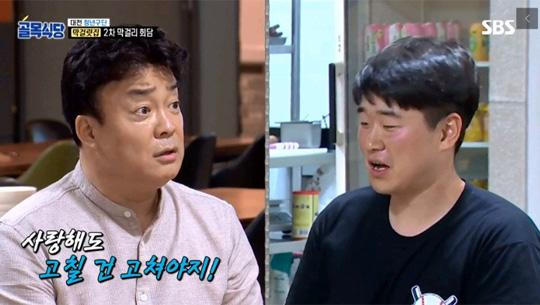 골목식당
대전 청년구단
막걸릿집 2차 막걸리 회담
SBS
사랑해도
고칠 건 고쳐야지!